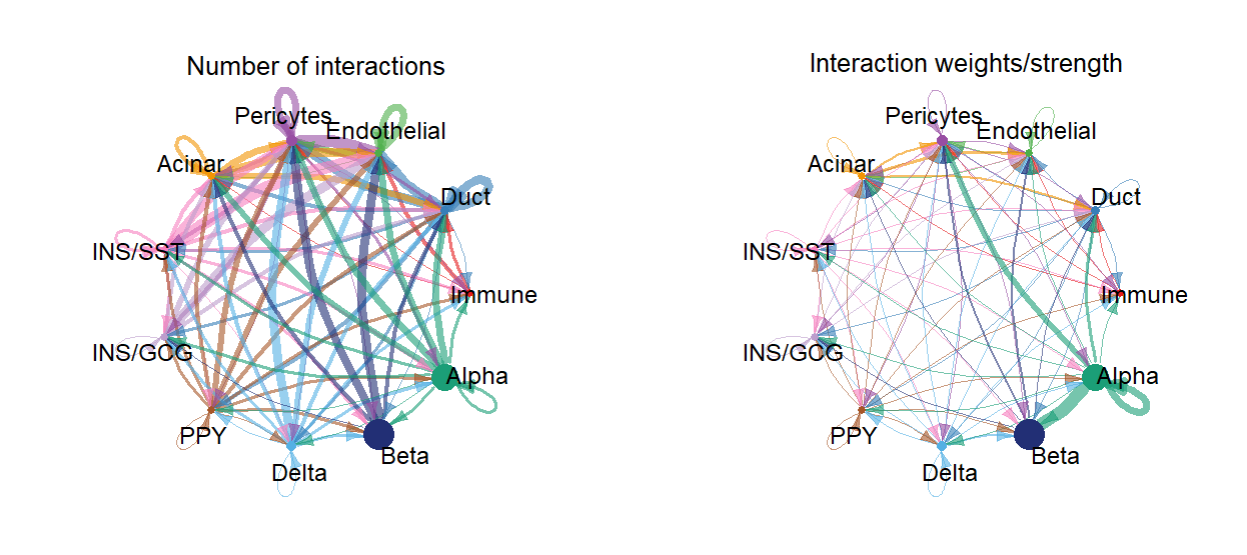 Number of interactions
Pericytes
Endothelial
Acinar
Duct
INS/SST
Immune
INS/GCG
Alpha
PPY
Beta
Delta
Interaction weights/strength
Pericytes
Endothelial
Acinar
Duct
INS/SST
Immune
INS/GCG
Alpha
PPY
Beta
Delta